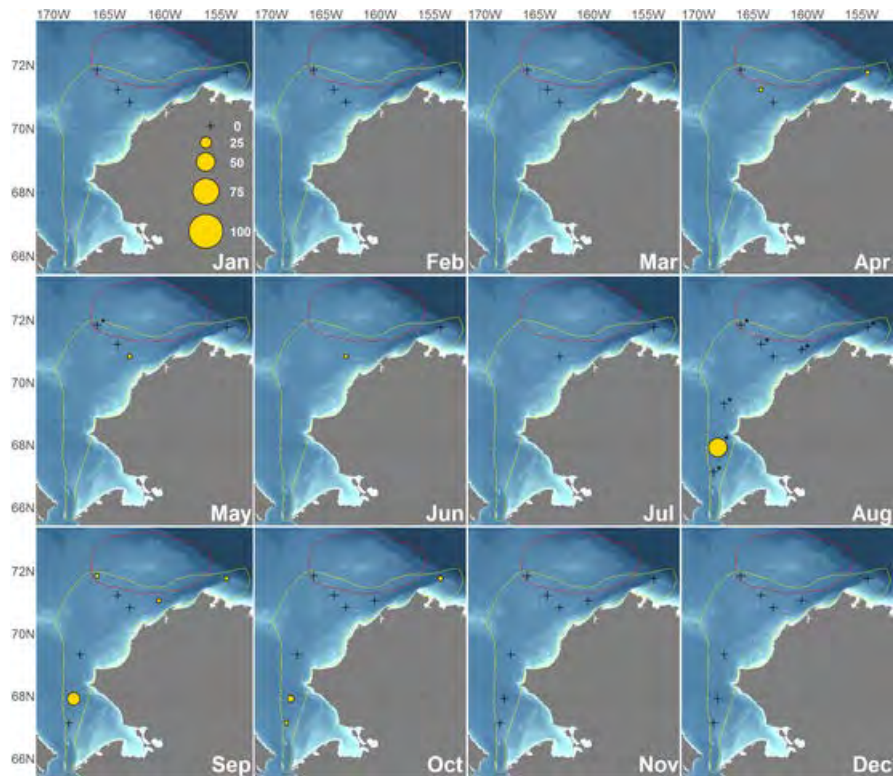 170W 165W 160W 155W 170W 165W 160W 155W 170W 165W 160W 155W 170W 165W 160W 155W
72N
70N
68N
66N
0
25
50
75
100
Jan Feb Mar Apr
72N
70N
68N
66N
May Jun Jul Aug
72N
70N
68N
66N
Sep Oct Nov Dec